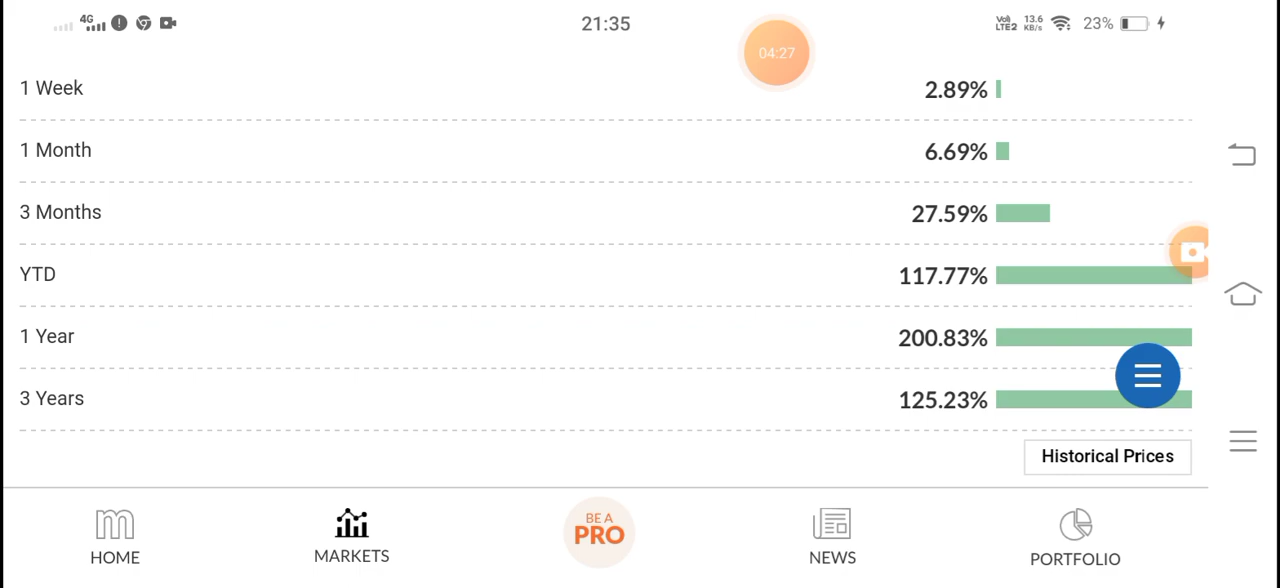 4G
21:35
Vo)) LTE2
13.6 KB/s
23%
04:27
1 Week 2.89%
1 Month 6.69%
3 Months 27.59%
YTD 117.77%
1 Year 200.83%
3 Years 125.23%
Historical Prices
HOME
MARKETS
BE A
PRO
NEWS
PORTFOLIO